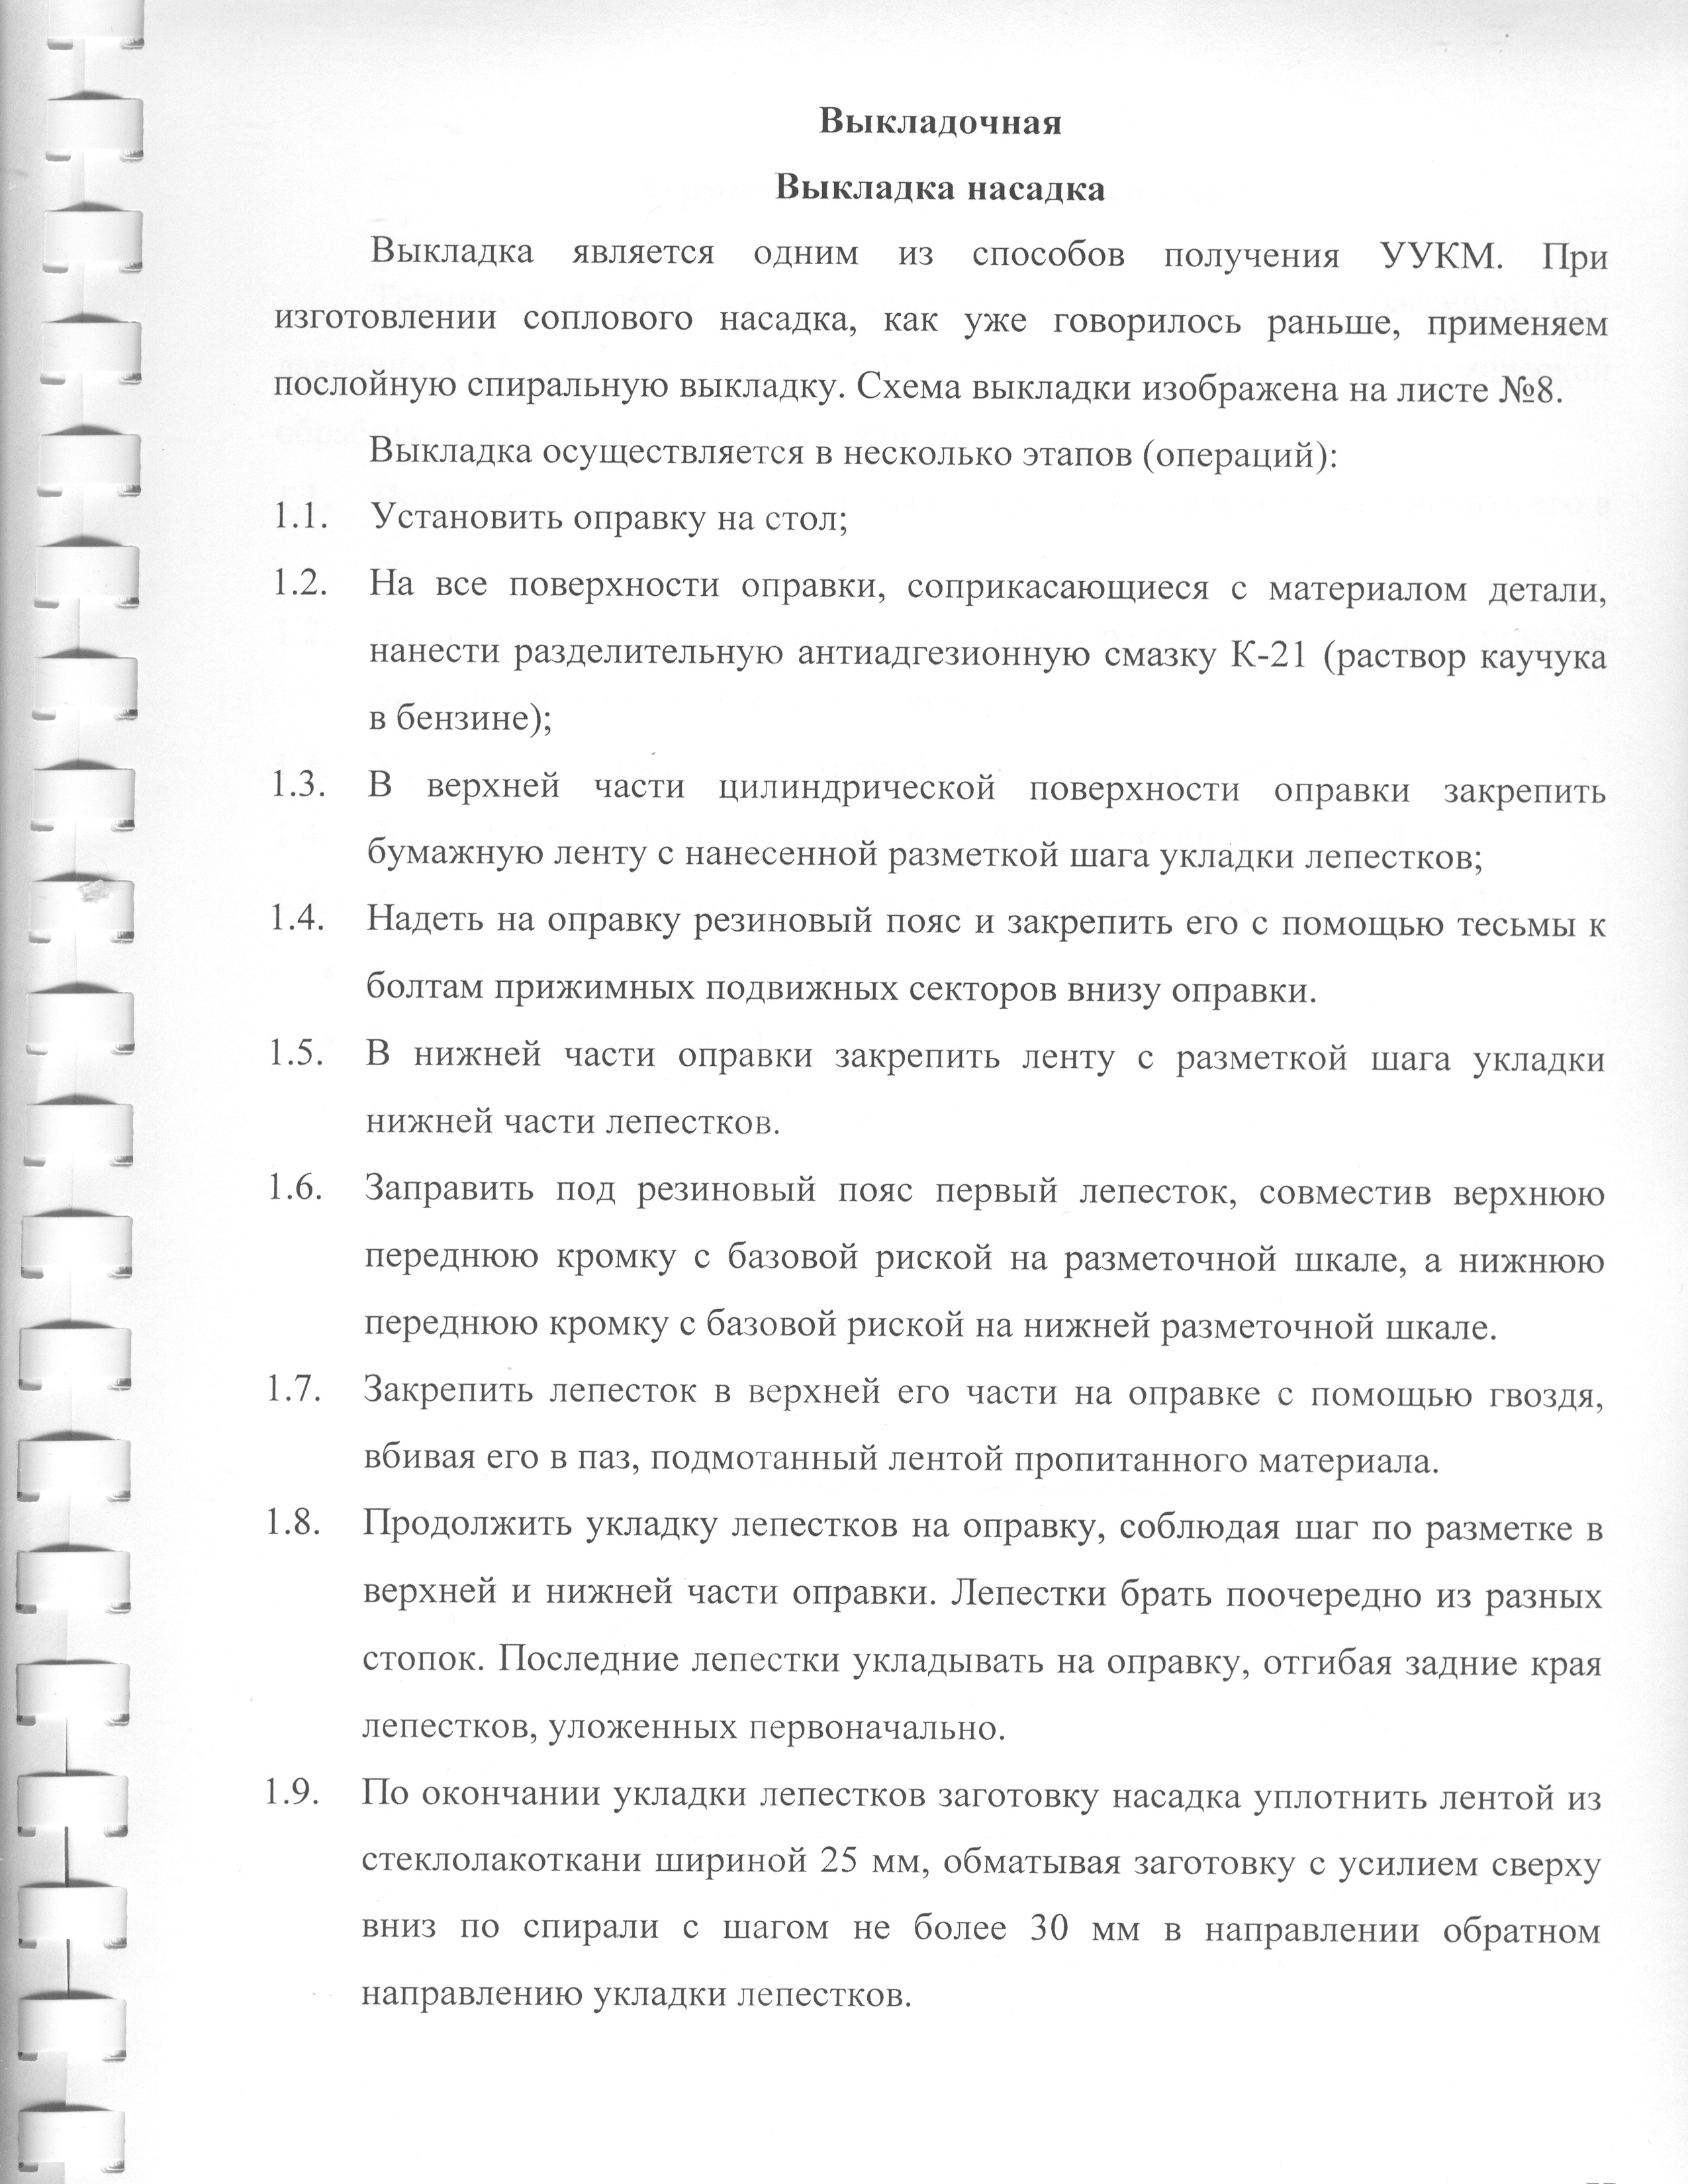 Выкладочная
Выкладка насадка
Выкладка является одним из способов получения УУКМ. При
изготовлении соплового насадка, как уже говорилось раньше, применяем
послойную спиральную выкладку. Схема выкладки изображена на листе №8.
Выкладка осуществляется в несколько этапов (операций):
1.1. Установить оправку на стол;
1.2. На все поверхности оправки, соприкасающиеся с материалом детали,
нанести разделительную антиадгезионную смазку К-21 (раствор каучука
в бензине);
1.3. В верхней части цилиндрической поверхности оправки закрепить
бумажную ленту с нанесенной разметкой шага укладки лепестков;
1.4. Надеть на оправку резиновый пояс и закрепить его с помощью тесьмы к
болтам прижимных подвижных секторов внизу оправки.
1.5. В нижней части оправки закрепить ленту с разметкой шага укладки
нижней части лепестков.
1.6. Заправить под резиновый пояс первый лепесток, совместив верхнюю
переднюю кромку с базовой риской на разметочной шкале, а нижнюю
переднюю кромку с базовой риской на нижней разметочной шкале.
1.7. Закрепить лепесток в верхней его части на оправке с помощью гвоздя,
вбивая его в паз, подмотанный лентой пропитанного материала.
1.8. Продолжить укладку лепестков на оправку, соблюдая шаг по разметке в
верхней и нижней части оправки. Лепестки брать поочередно из разных
стопок. Последние лепестки укладывать на оправку, отгибая задние края
лепестков, уложенных первоначально.
1.9. По окончании укладки лепестков заготовку насадка уплотнить лентой из
стеклолакоткани шириной 25 мм, обматывая заготовку с усилием сверху
вниз по спирали с шагом не более 30 мм в направлении обратном
направлению укладки лепестков.